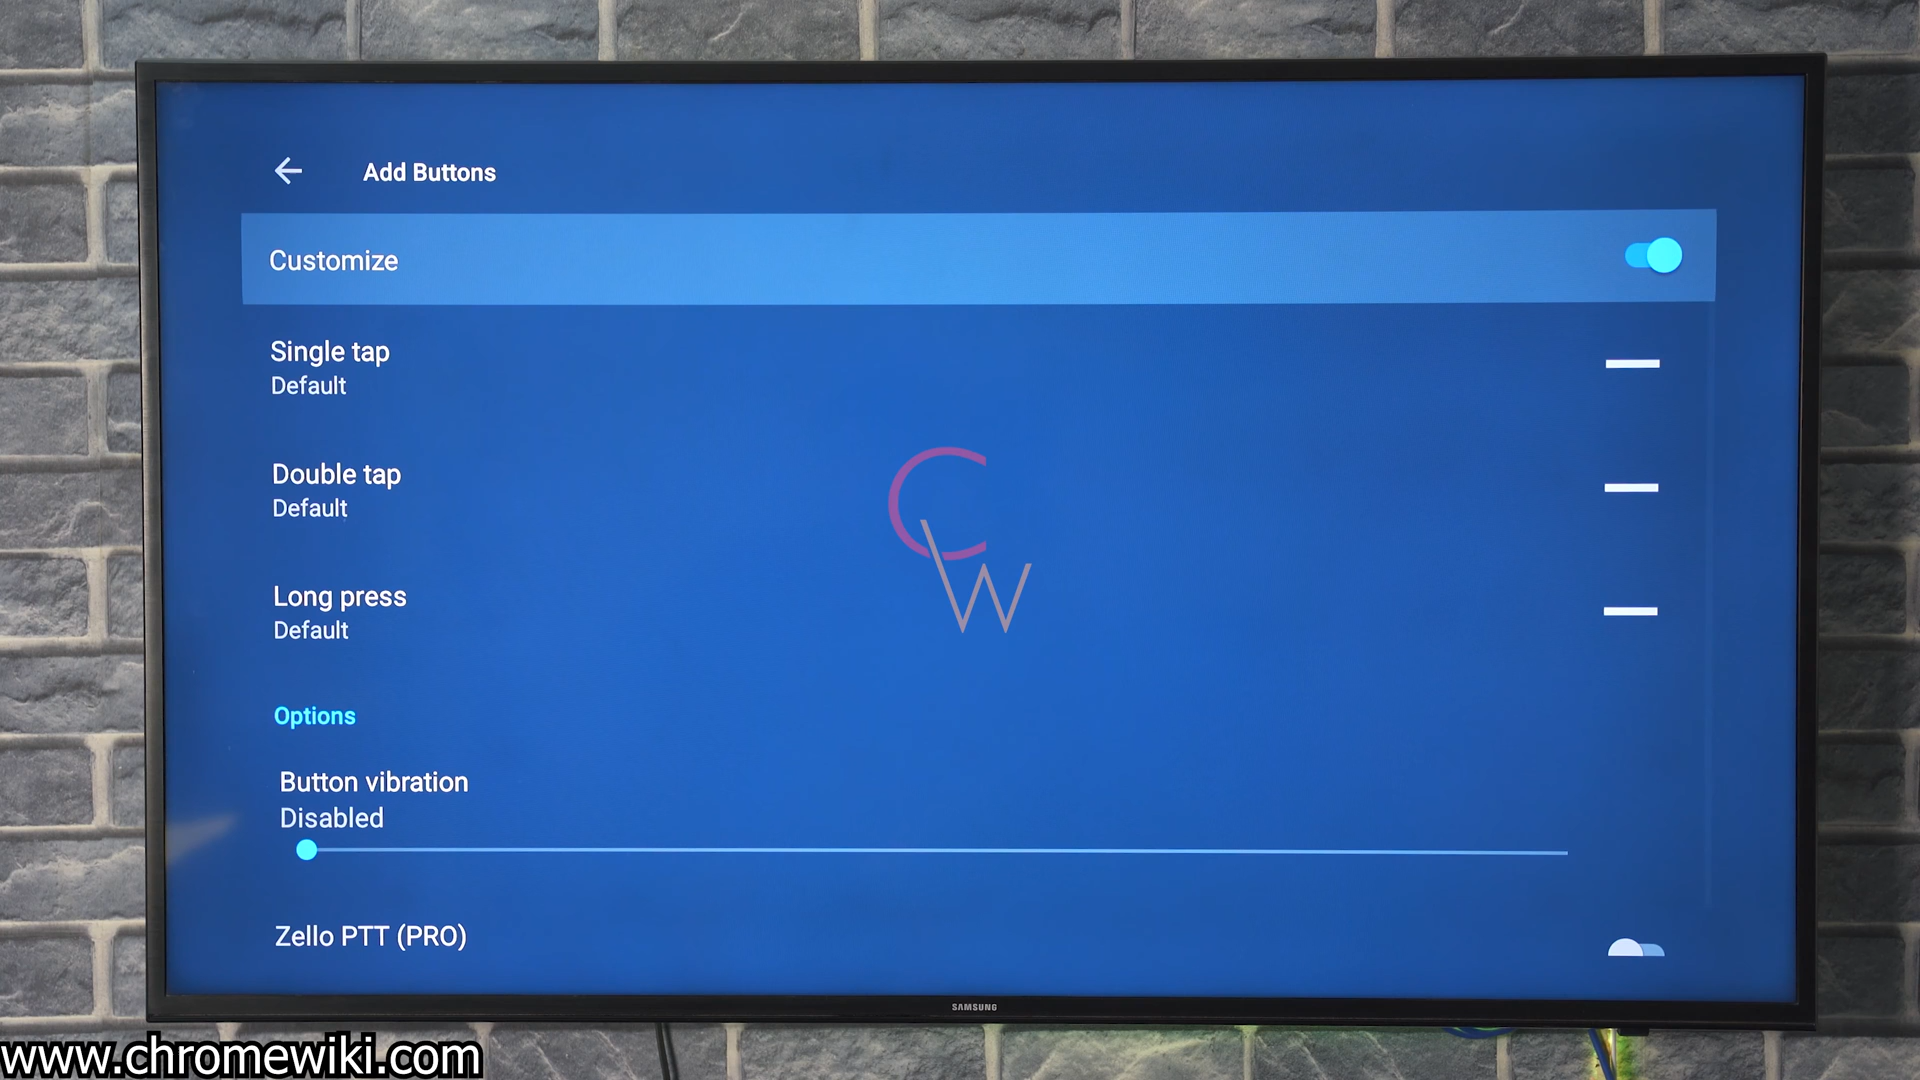 Add Buttons
Customize
Single tap
Default
Double tap
Default
Long press
Default
Options
Button vibration
Disabled
Zello PTT (PRO)
CW
SAMSUNG
www.chromewiki.com